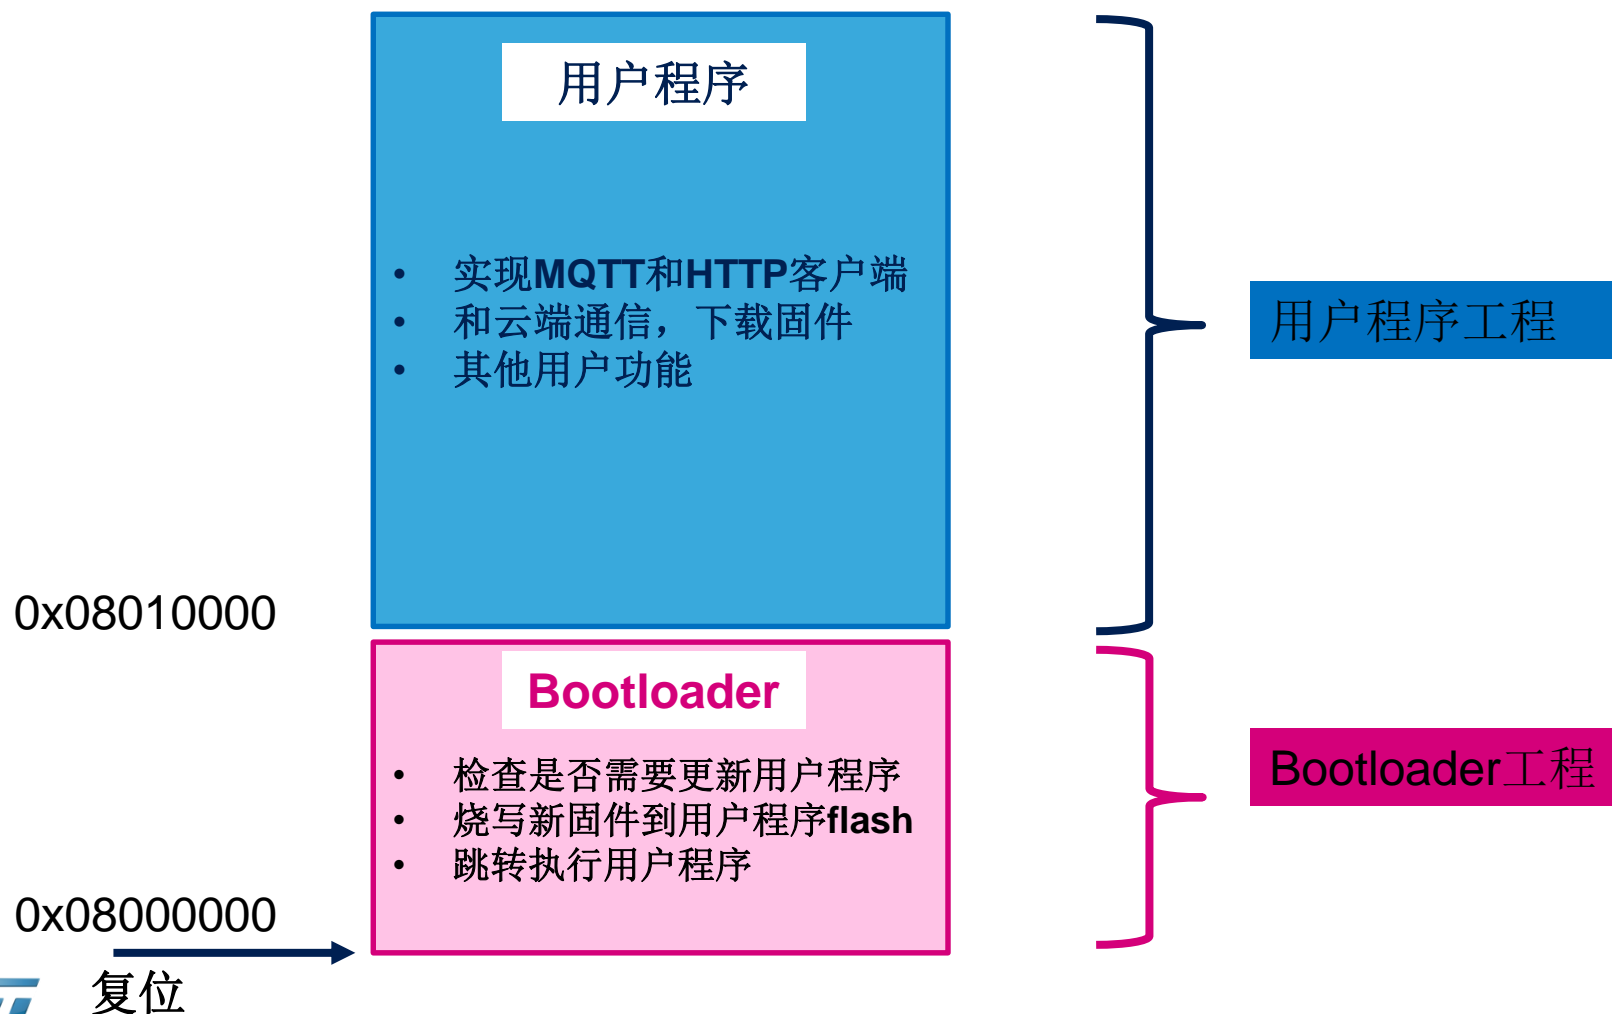 用户程序
• 实现MQTT和HTTP客户端
• 和云端通信，下载固件
• 其他用户功能
用户程序工程
0x08010000
Bootloader
• 检查是否需要更新用户程序
• 烧写新固件到用户程序flash
• 跳转执行用户程序
Bootloader工程
0x08000000
复位